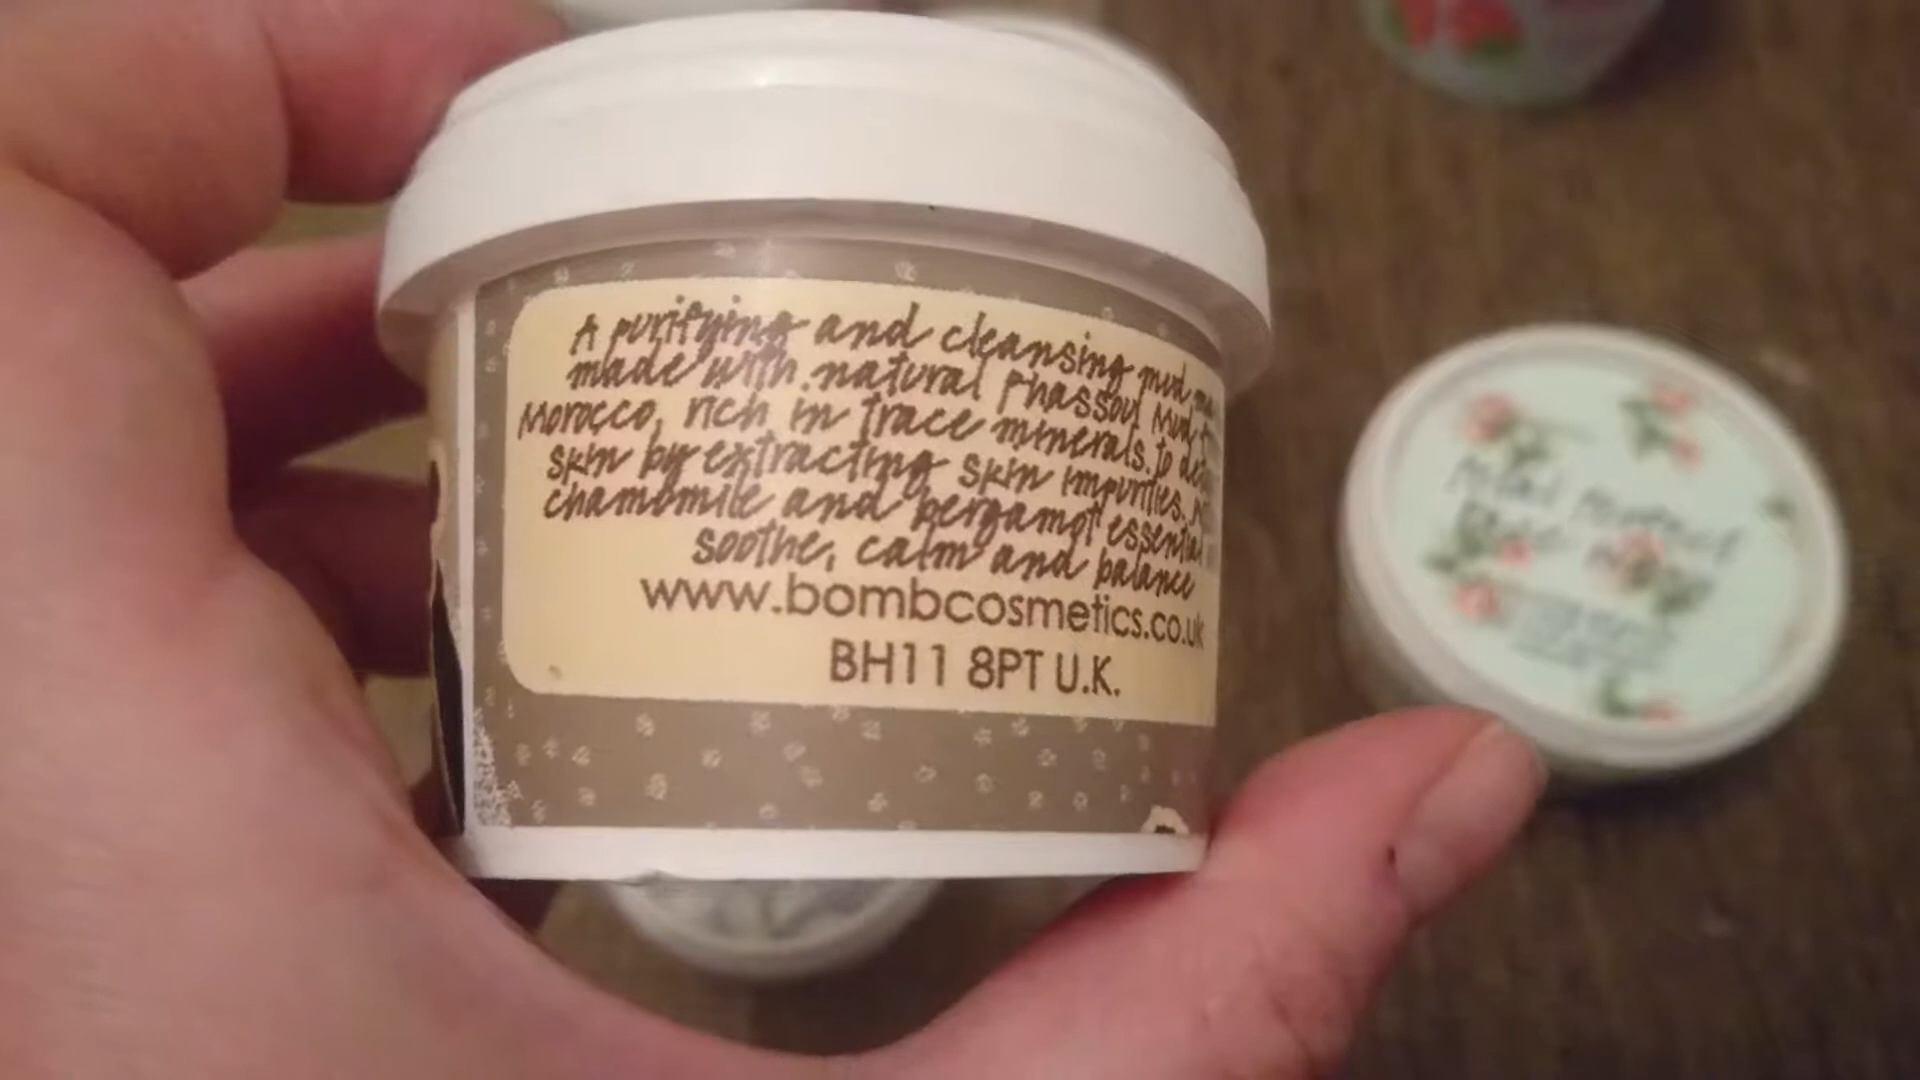 A purifying and cleansing mud
made with natural Rhassoul Mud
Morocco, rich in trace minerals. To
skin by extracting skin impurities.
chamomile and bergamot essential
soothe, calm and balance
www.bombcosmetics.co.uk
BH11 8PT U.K.